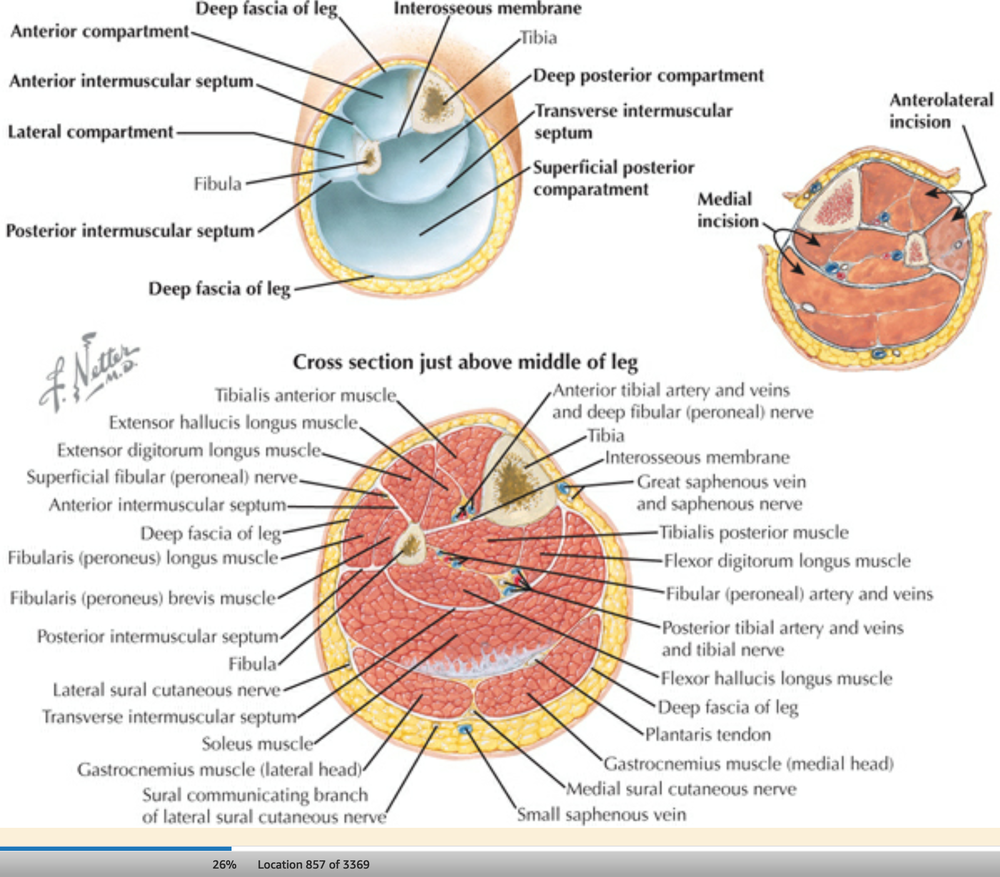 Deep fascia of leg
Interosseous membrane
Anterior compartment
Tibia
Anterior intermuscular septum
Deep posterior compartment
Transverse intermuscular
septum
Lateral compartment
Fibula
Superficial posterior
comparatment
Posterior intermuscular septum
Deep fascia of leg
Anterolateral
incision
Medial
incision
F. Netter
M.D.
Cross section just above middle of leg
Tibialis anterior muscle
Extensor hallucis longus muscle
Extensor digitorum longus muscle
Superficial fibular (peroneal) nerve
Anterior intermuscular septum
Deep fascia of leg
Fibularis (peroneus) longus muscle
Fibularis (peroneus) brevis muscle
Posterior intermuscular septum
Fibula
Lateral sural cutaneous nerve
Transverse intermuscular septum
Soleus muscle
Gastrocnemius muscle (lateral head)
Sural communicating branch
of lateral sural cutaneous nerve
Anterior tibial artery and veins
and deep fibular (peroneal) nerve
Tibia
Interosseous membrane
Great saphenous vein
and saphenous nerve
Tibialis posterior muscle
Flexor digitorum longus muscle
Fibular (peroneal) artery and veins
Posterior tibial artery and veins
and tibial nerve
Flexor hallucis longus muscle
Deep fascia of leg
Plantaris tendon
Gastrocnemius muscle (medial head)
Medial sural cutaneous nerve
Small saphenous vein
26% Location 857 of 3369